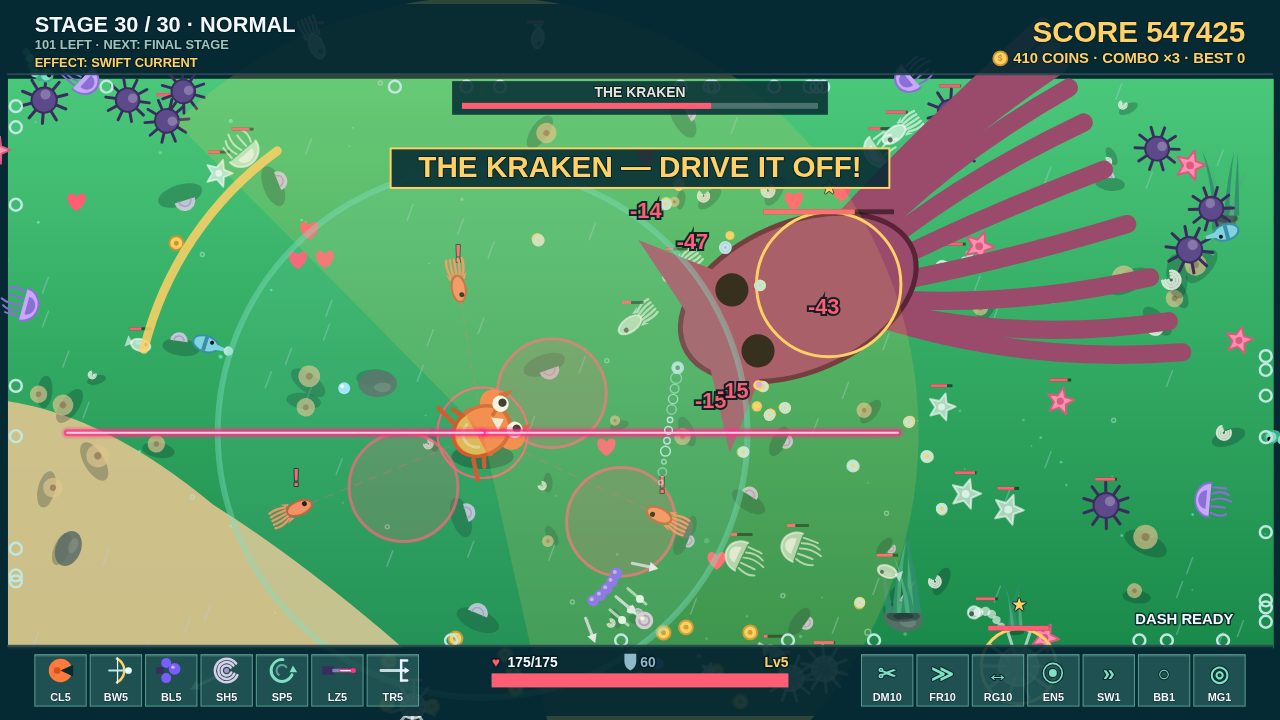 STAGE 30 / 30 · NORMAL
101 LEFT · NEXT: FINAL STAGE
EFFECT: SWIFT CURRENT
SCORE 547425
410 COINS · COMBO ×3 · BEST 0
THE KRAKEN
THE KRAKEN — DRIVE IT OFF!
-14
-47
-43
-15
-15
!
!
!
DASH READY
CL5
BW5
BL5
SH5
SP5
LZ5
TR5
♥ 175/175
60
Lv5
DM10
FR10
RG10
EN5
SW1
BB1
MG1